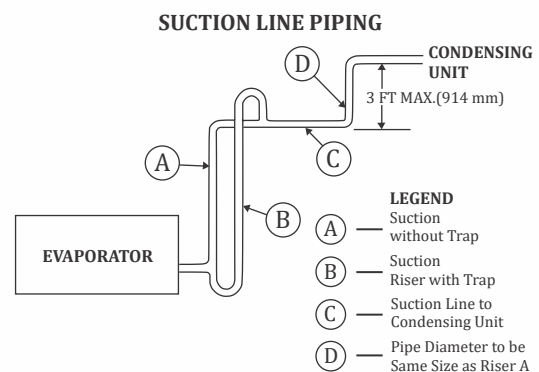 SUCTION LINE PIPING
D
CONDENSING
UNIT
3 FT MAX.(914 mm)
A
C
B
EVAPORATOR
LEGEND
A — Suction
without Trap
B — Suction
Riser with Trap
C — Suction Line to
Condensing Unit
D — Pipe Diameter to be
Same Size as Riser A